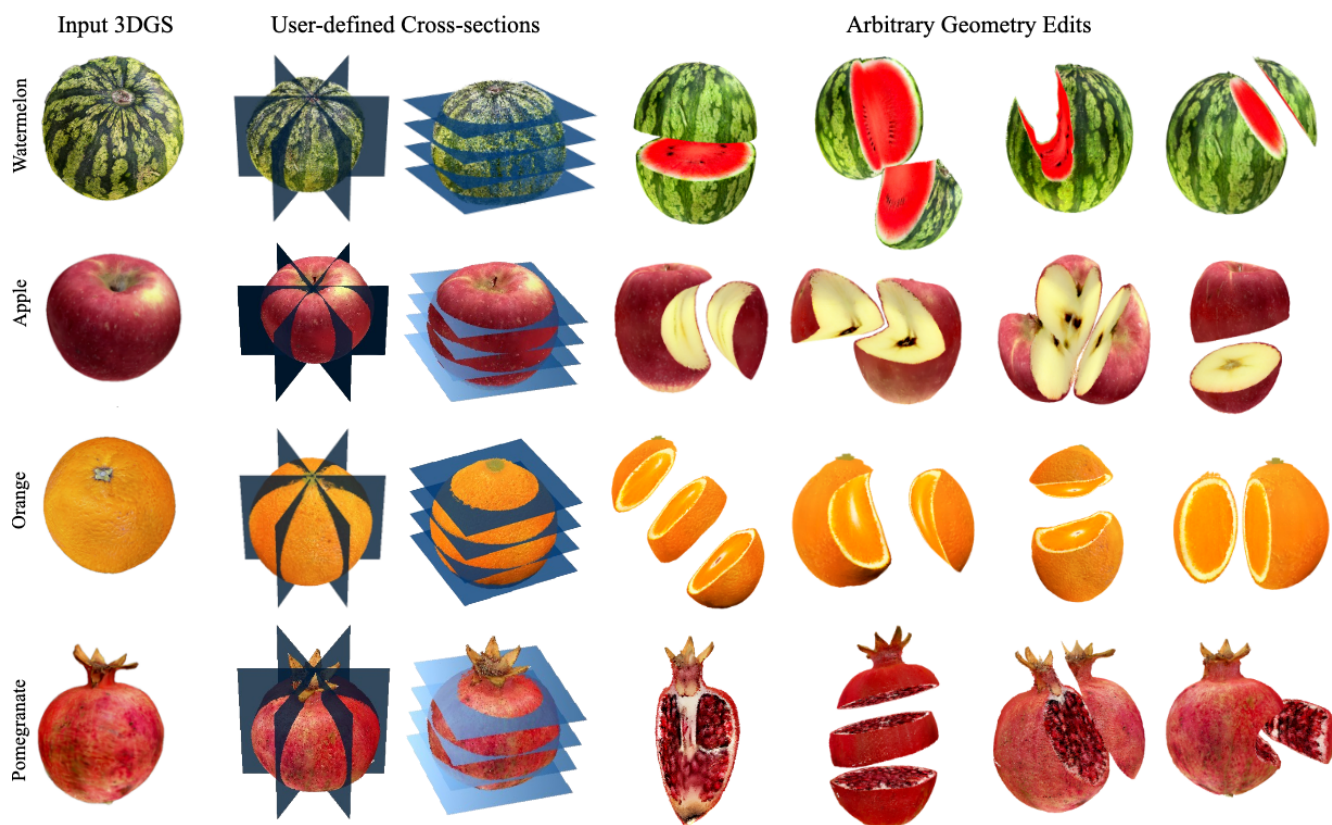 Input 3DGS
User-defined Cross-sections
Arbitrary Geometry Edits
Watermelon
Apple
Orange
Pomegranate